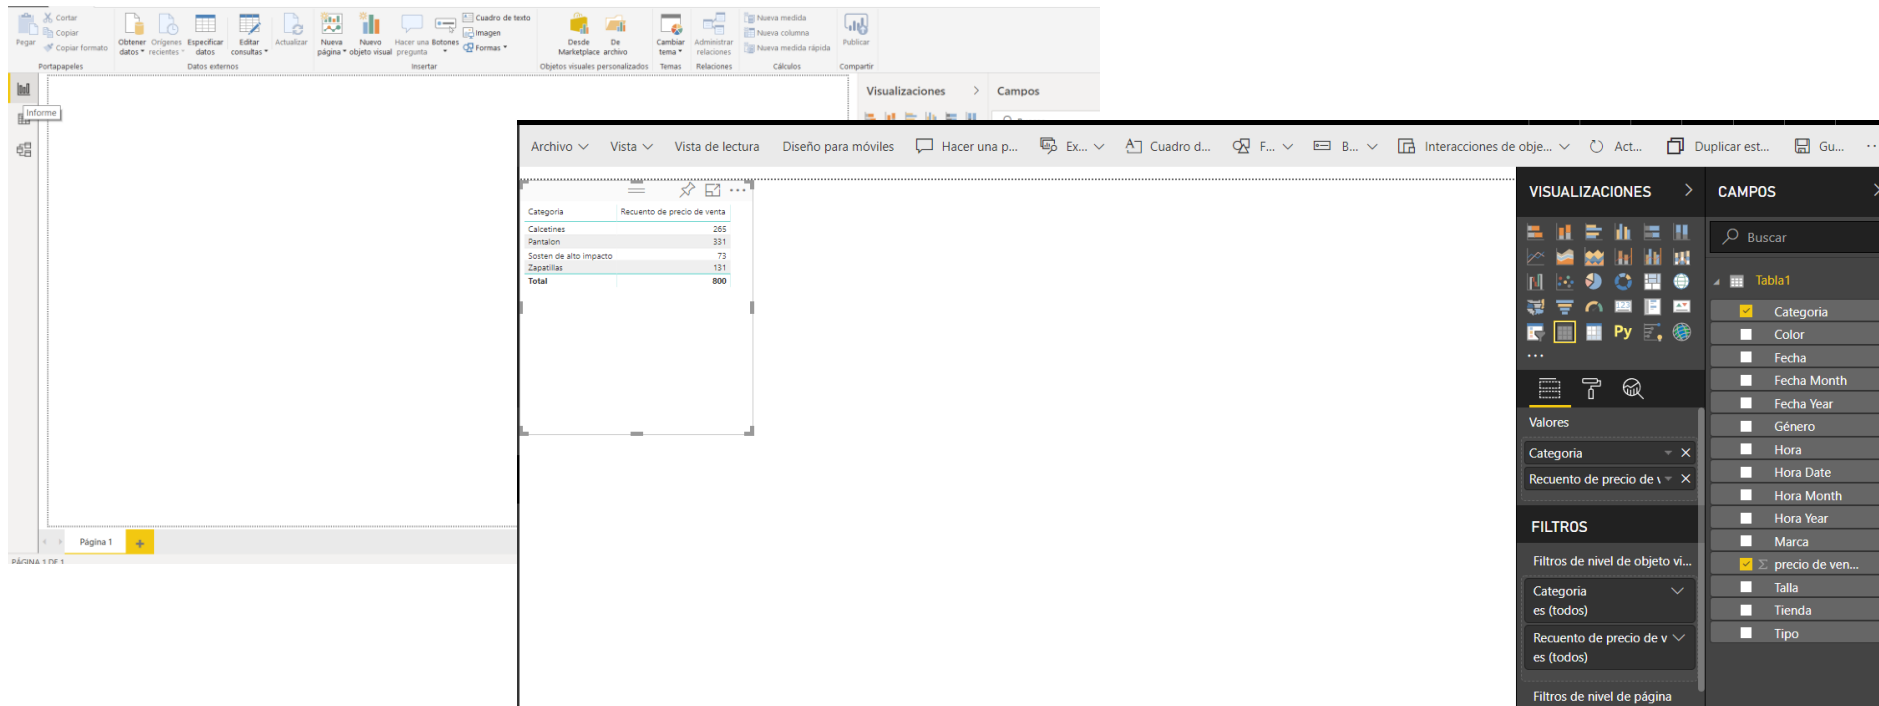 Pegar
Cortar
Copiar
Copiar formato
Portapapeles
Obtener datos
Orígenes recientes
Especificar datos
Editar consultas
Actualizar
Datos externos
Nueva página
Nuevo objeto visual
Hacer una pregunta
Botones
Cuadro de texto
Imagen
Formas
Insertar
Desde Marketplace
De archivo
Objetos visuales personalizados
Cambiar tema
Temas
Administrar relaciones
Relaciones
Nueva medida
Nueva columna
Nueva medida rápida
Cálculos
Publicar
Compartir
Informe
Visualizaciones
Campos
Página 1
PÁGINA 1 DE 1
Archivo
Vista
Vista de lectura
Diseño para móviles
Hacer una p...
Ex...
Cuadro d...
F...
B...
Interacciones de obje...
Act...
Duplicar est...
Gu...
Categoria Recuento de precio de venta
Calcetines 265
Pantalon 331
Sosten de alto impacto 73
Zapatillas 131
Total 800
VISUALIZACIONES
123
Py
Valores
Categoria
Recuento de precio de v
FILTROS
Filtros de nivel de objeto vi...
Categoria
es (todos)
Recuento de precio de v
es (todos)
Filtros de nivel de página
CAMPOS
Buscar
Tabla1
Categoria
Color
Fecha
Fecha Month
Fecha Year
Género
Hora
Hora Date
Hora Month
Hora Year
Marca
Σ precio de ven...
Talla
Tienda
Tipo